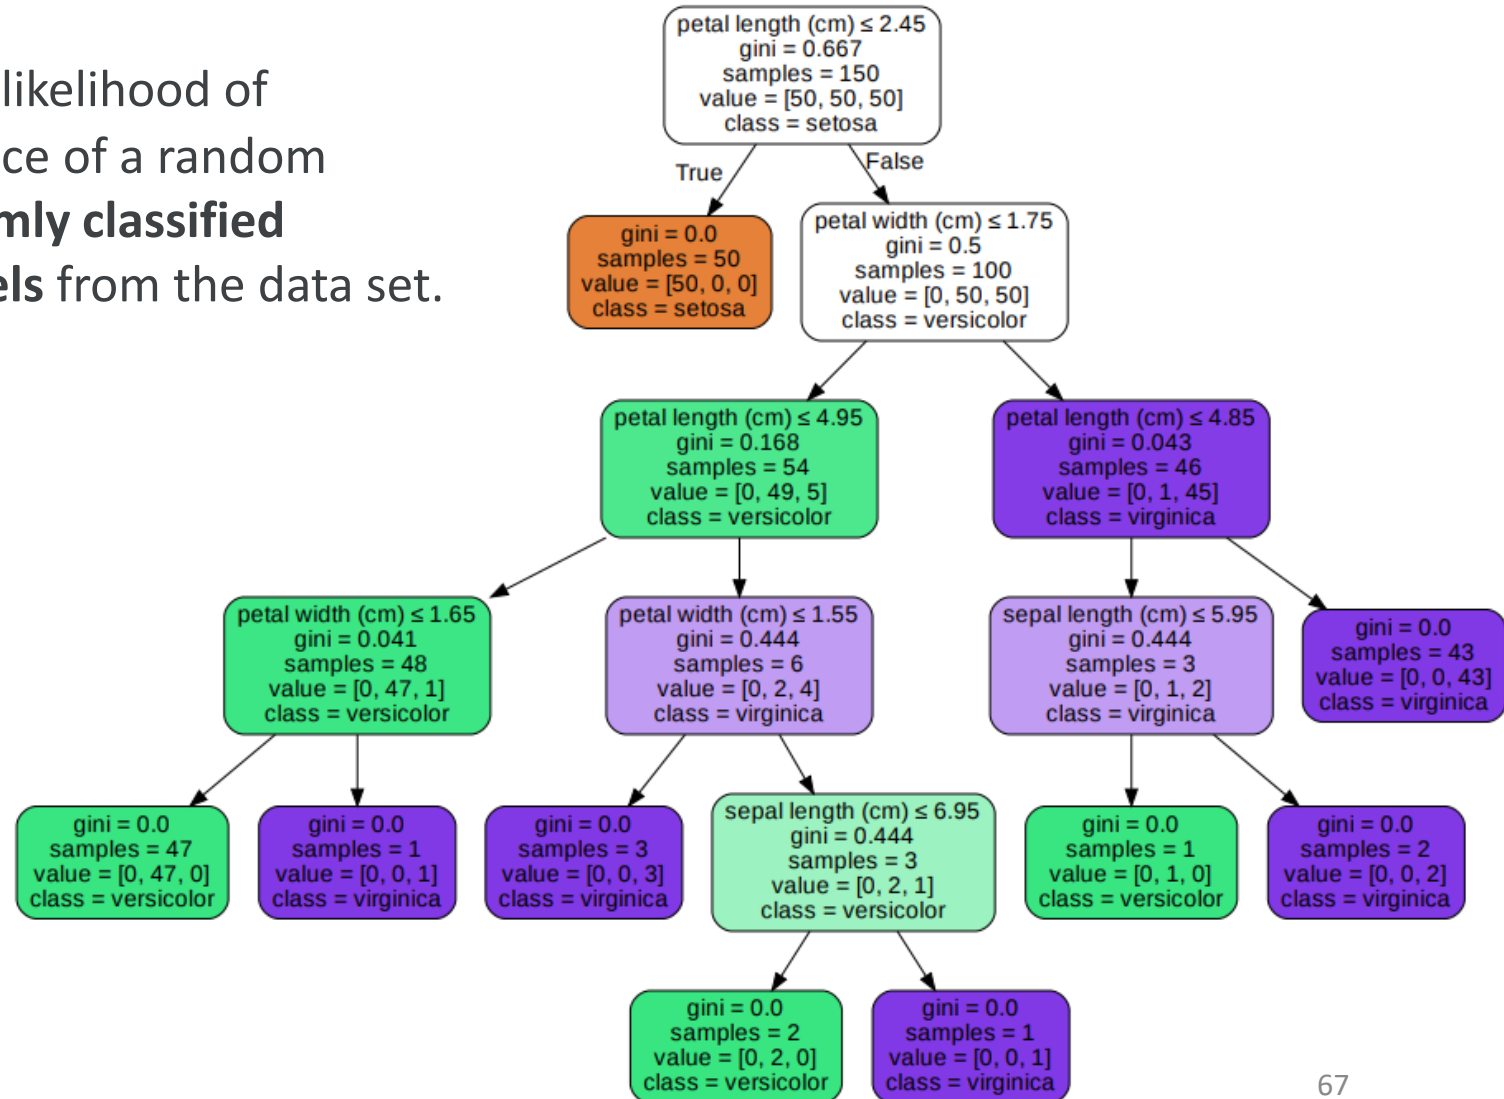 likelihood of
ce of a random
mly classified
els from the data set.
petal length (cm) ≤ 2.45
gini = 0.667
samples = 150
value = [50, 50, 50]
class = setosa
True
False
gini = 0.0
samples = 50
value = [50, 0, 0]
class = setosa
petal width (cm) ≤ 1.75
gini = 0.5
samples = 100
value = [0, 50, 50]
class = versicolor
petal length (cm) ≤ 4.95
gini = 0.168
samples = 54
value = [0, 49, 5]
class = versicolor
petal length (cm) ≤ 4.85
gini = 0.043
samples = 46
value = [0, 1, 45]
class = virginica
petal width (cm) ≤ 1.65
gini = 0.041
samples = 48
value = [0, 47, 1]
class = versicolor
petal width (cm) ≤ 1.55
gini = 0.444
samples = 6
value = [0, 2, 4]
class = virginica
sepal length (cm) ≤ 5.95
gini = 0.444
samples = 3
value = [0, 1, 2]
class = virginica
gini = 0.0
samples = 43
value = [0, 0, 43]
class = virginica
gini = 0.0
samples = 47
value = [0, 47, 0]
class = versicolor
gini = 0.0
samples = 1
value = [0, 0, 1]
class = virginica
gini = 0.0
samples = 3
value = [0, 0, 3]
class = virginica
sepal length (cm) ≤ 6.95
gini = 0.444
samples = 3
value = [0, 2, 1]
class = versicolor
gini = 0.0
samples = 1
value = [0, 1, 0]
class = versicolor
gini = 0.0
samples = 2
value = [0, 0, 2]
class = virginica
gini = 0.0
samples = 2
value = [0, 2, 0]
class = versicolor
gini = 0.0
samples = 1
value = [0, 0, 1]
class = virginica
67